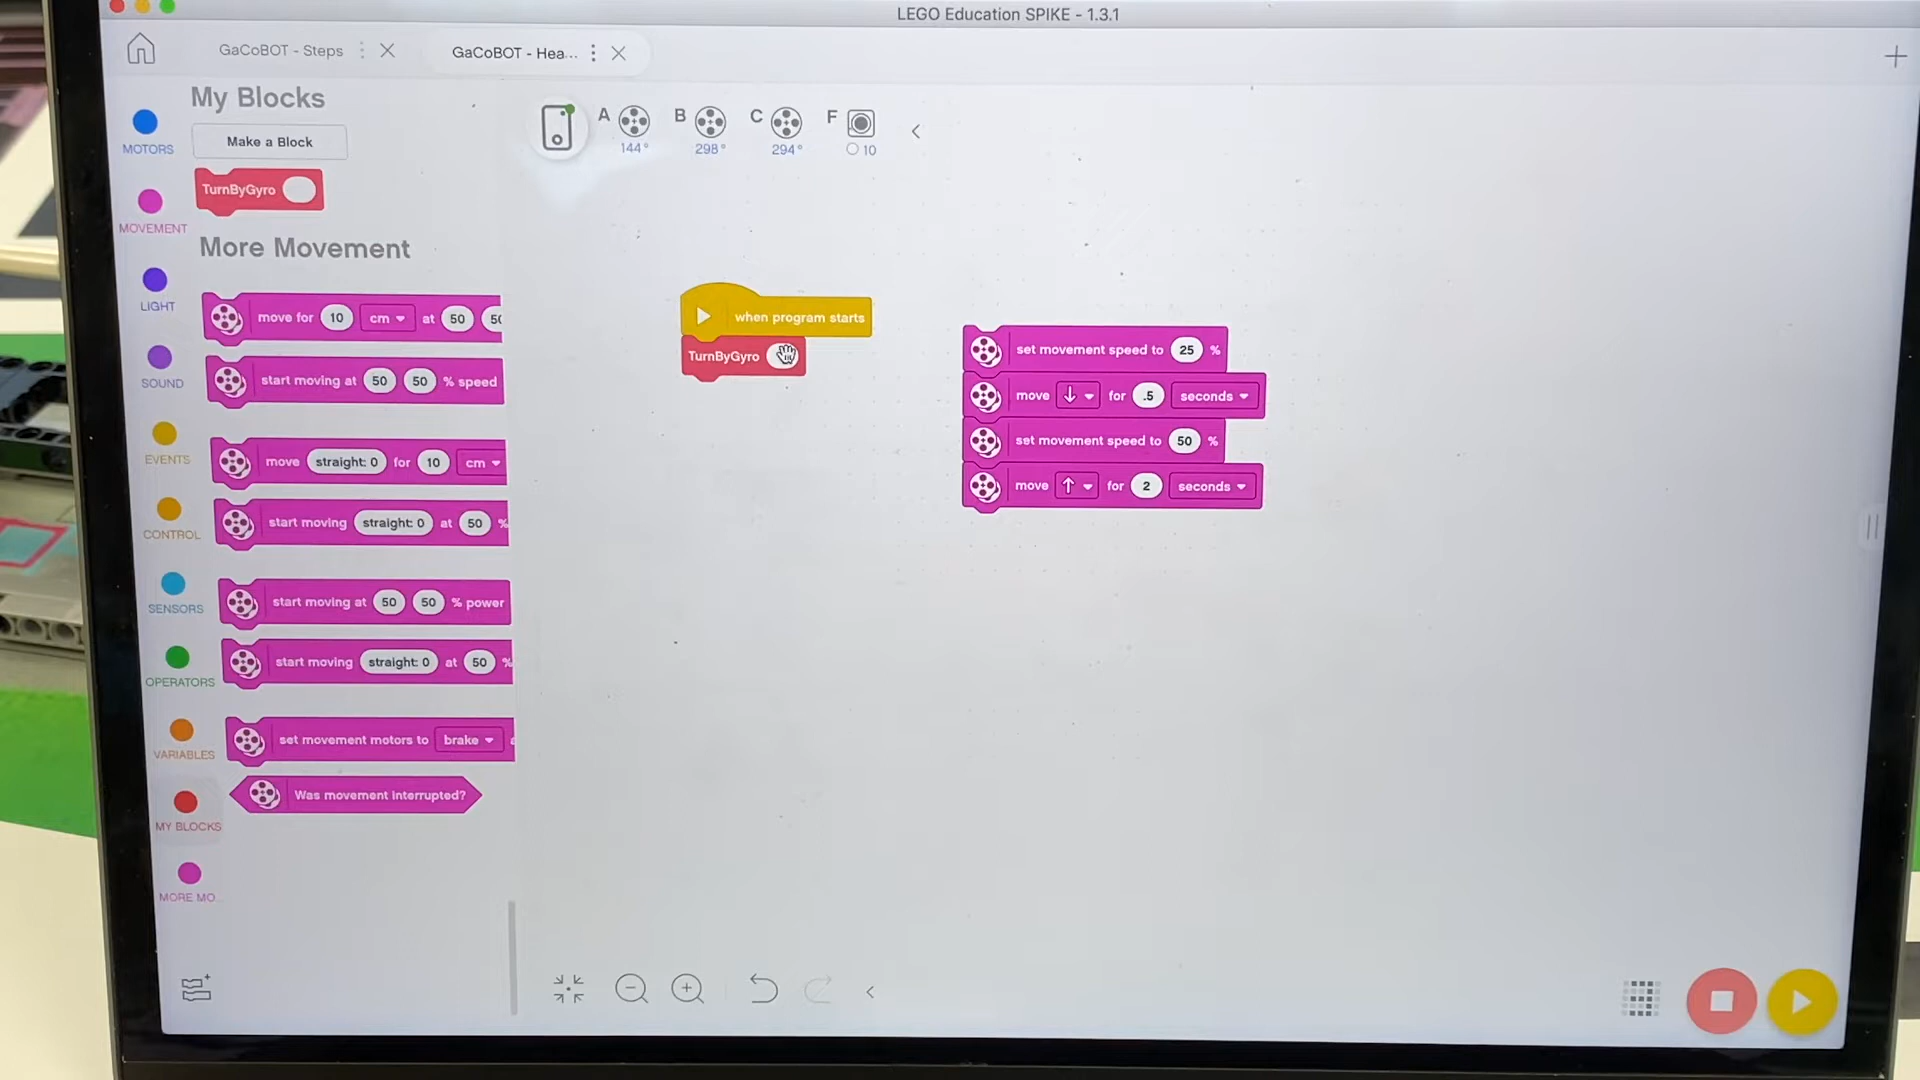 LEGO Education SPIKE - 1.3.1
GaCoBOT - Steps
GaCoBOT - Hea...
My Blocks
Make a Block
TurnByGyro
More Movement
move for 10 cm at 50
start moving at 50 50 % speed
move straight: 0 for 10 cm
start moving straight: 0 at 50 %
start moving at 50 50 % power
start moving straight: 0 at 50 %
set movement motors to brake
Was movement interrupted?
MOTORS
MOVEMENT
LIGHT
SOUND
EVENTS
CONTROL
SENSORS
OPERATORS
VARIABLES
MY BLOCKS
MORE MO...
A 144°
B 298°
C 294°
F 10
when program starts
TurnByGyro
set movement speed to 25 %
move for .5 seconds
set movement speed to 50 %
move for 2 seconds